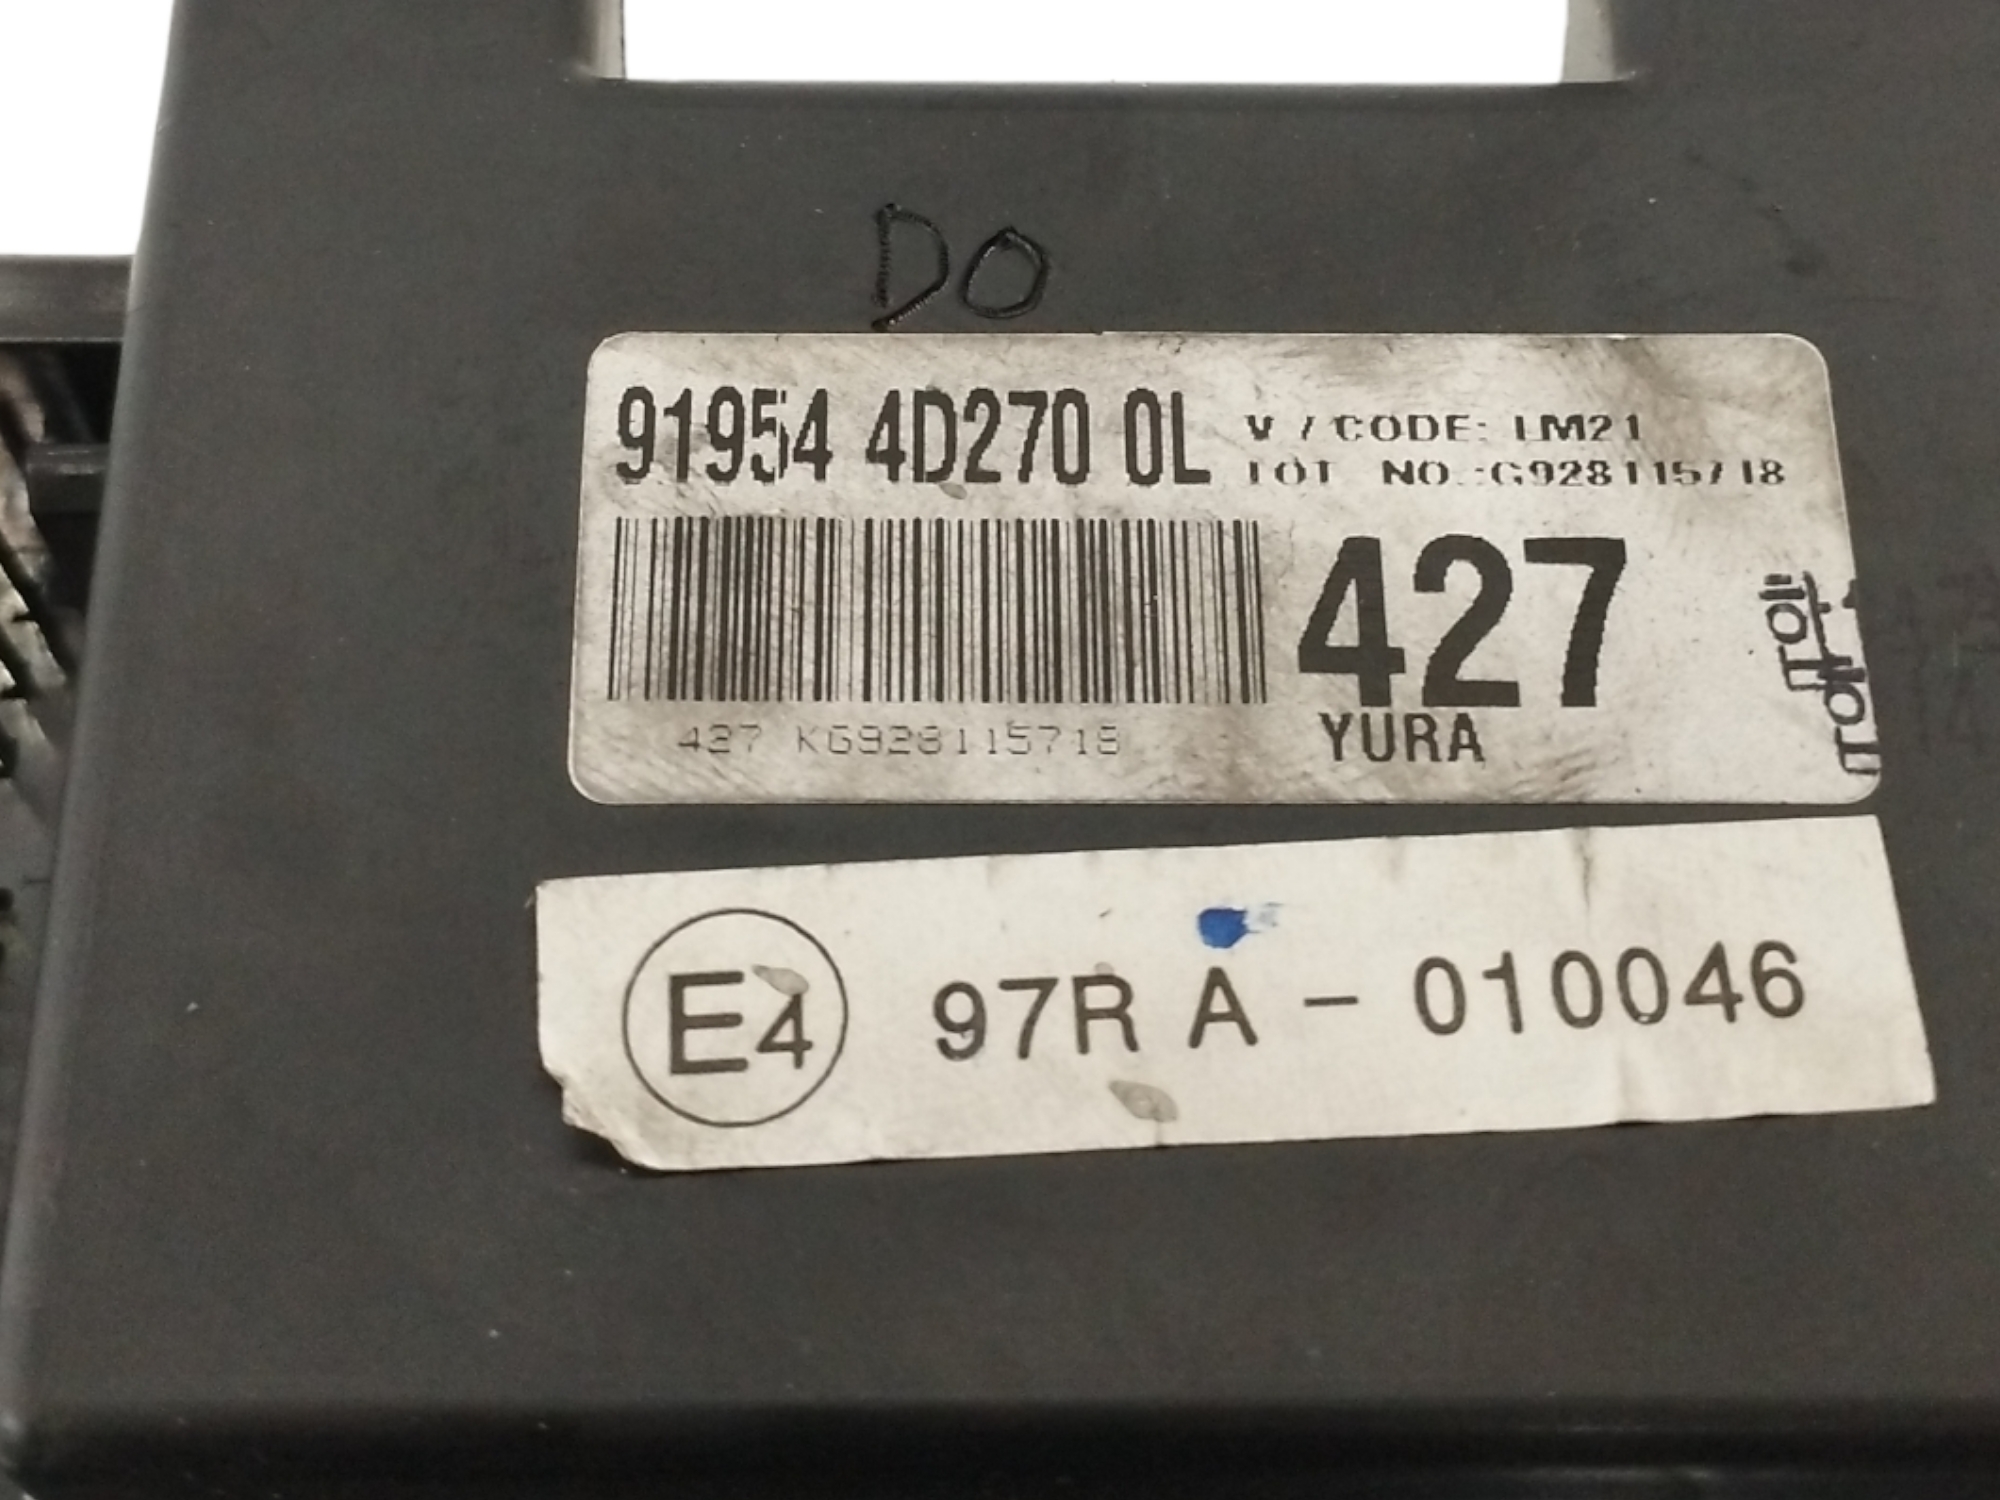 DO
91954 4D270 0L
V / CODE: LM21
LOT NO.:G928115718
427
427 KG928115718
YURA
E4 97R A - 010046